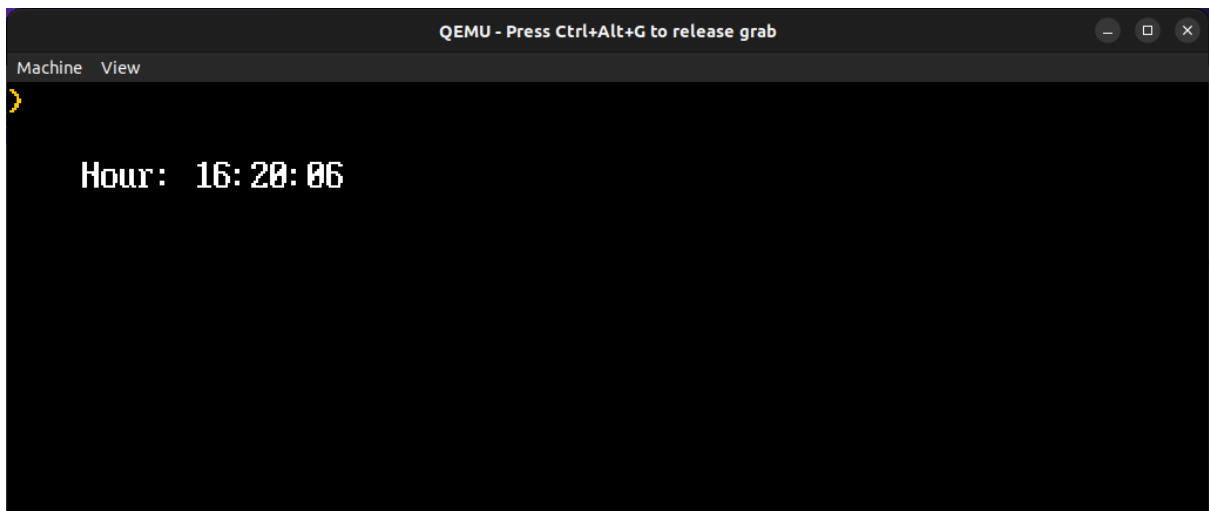 QEMU - Press Ctrl+Alt+G to release grab
Machine View
Hour: 16:20:06